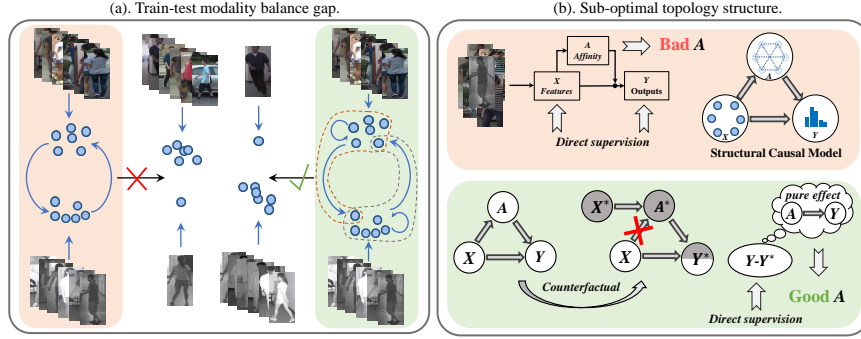 (a). Train-test modality balance gap.
(b). Sub-optimal topology structure.
A
Affinity
Bad A
X
Features
Y
Outputs
Direct supervision
A
X
Y
Structural Causal Model
A
X
Y
X*
A*
X
Y*
Counterfactual
pure effect
A
Y
Y-Y*
Good A
Direct supervision